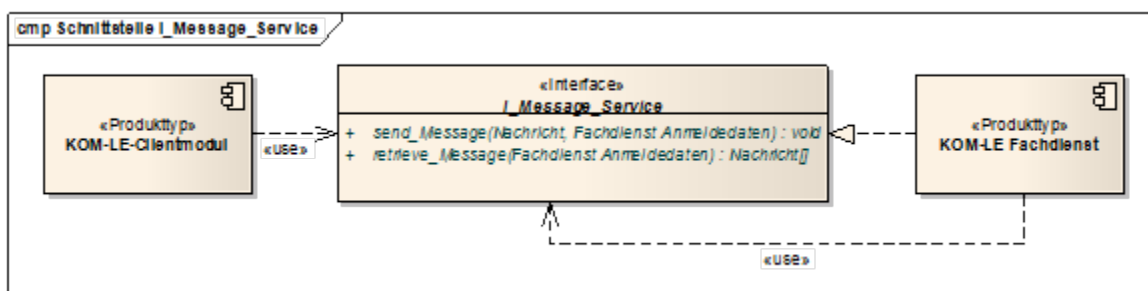 cmp Schnittstelle I_Message_Service
«Produkttyp»
KOM-LE-Clientmodul
«use»
«Interface»
I_Message_Service
+ send_Message(Nachricht, Fachdienst Anmeldedaten) : void
+ retrieve_Message(Fachdienst Anmeldedaten) : Nachricht[]
«Produkttyp»
KOM-LE Fachdienst
«use»